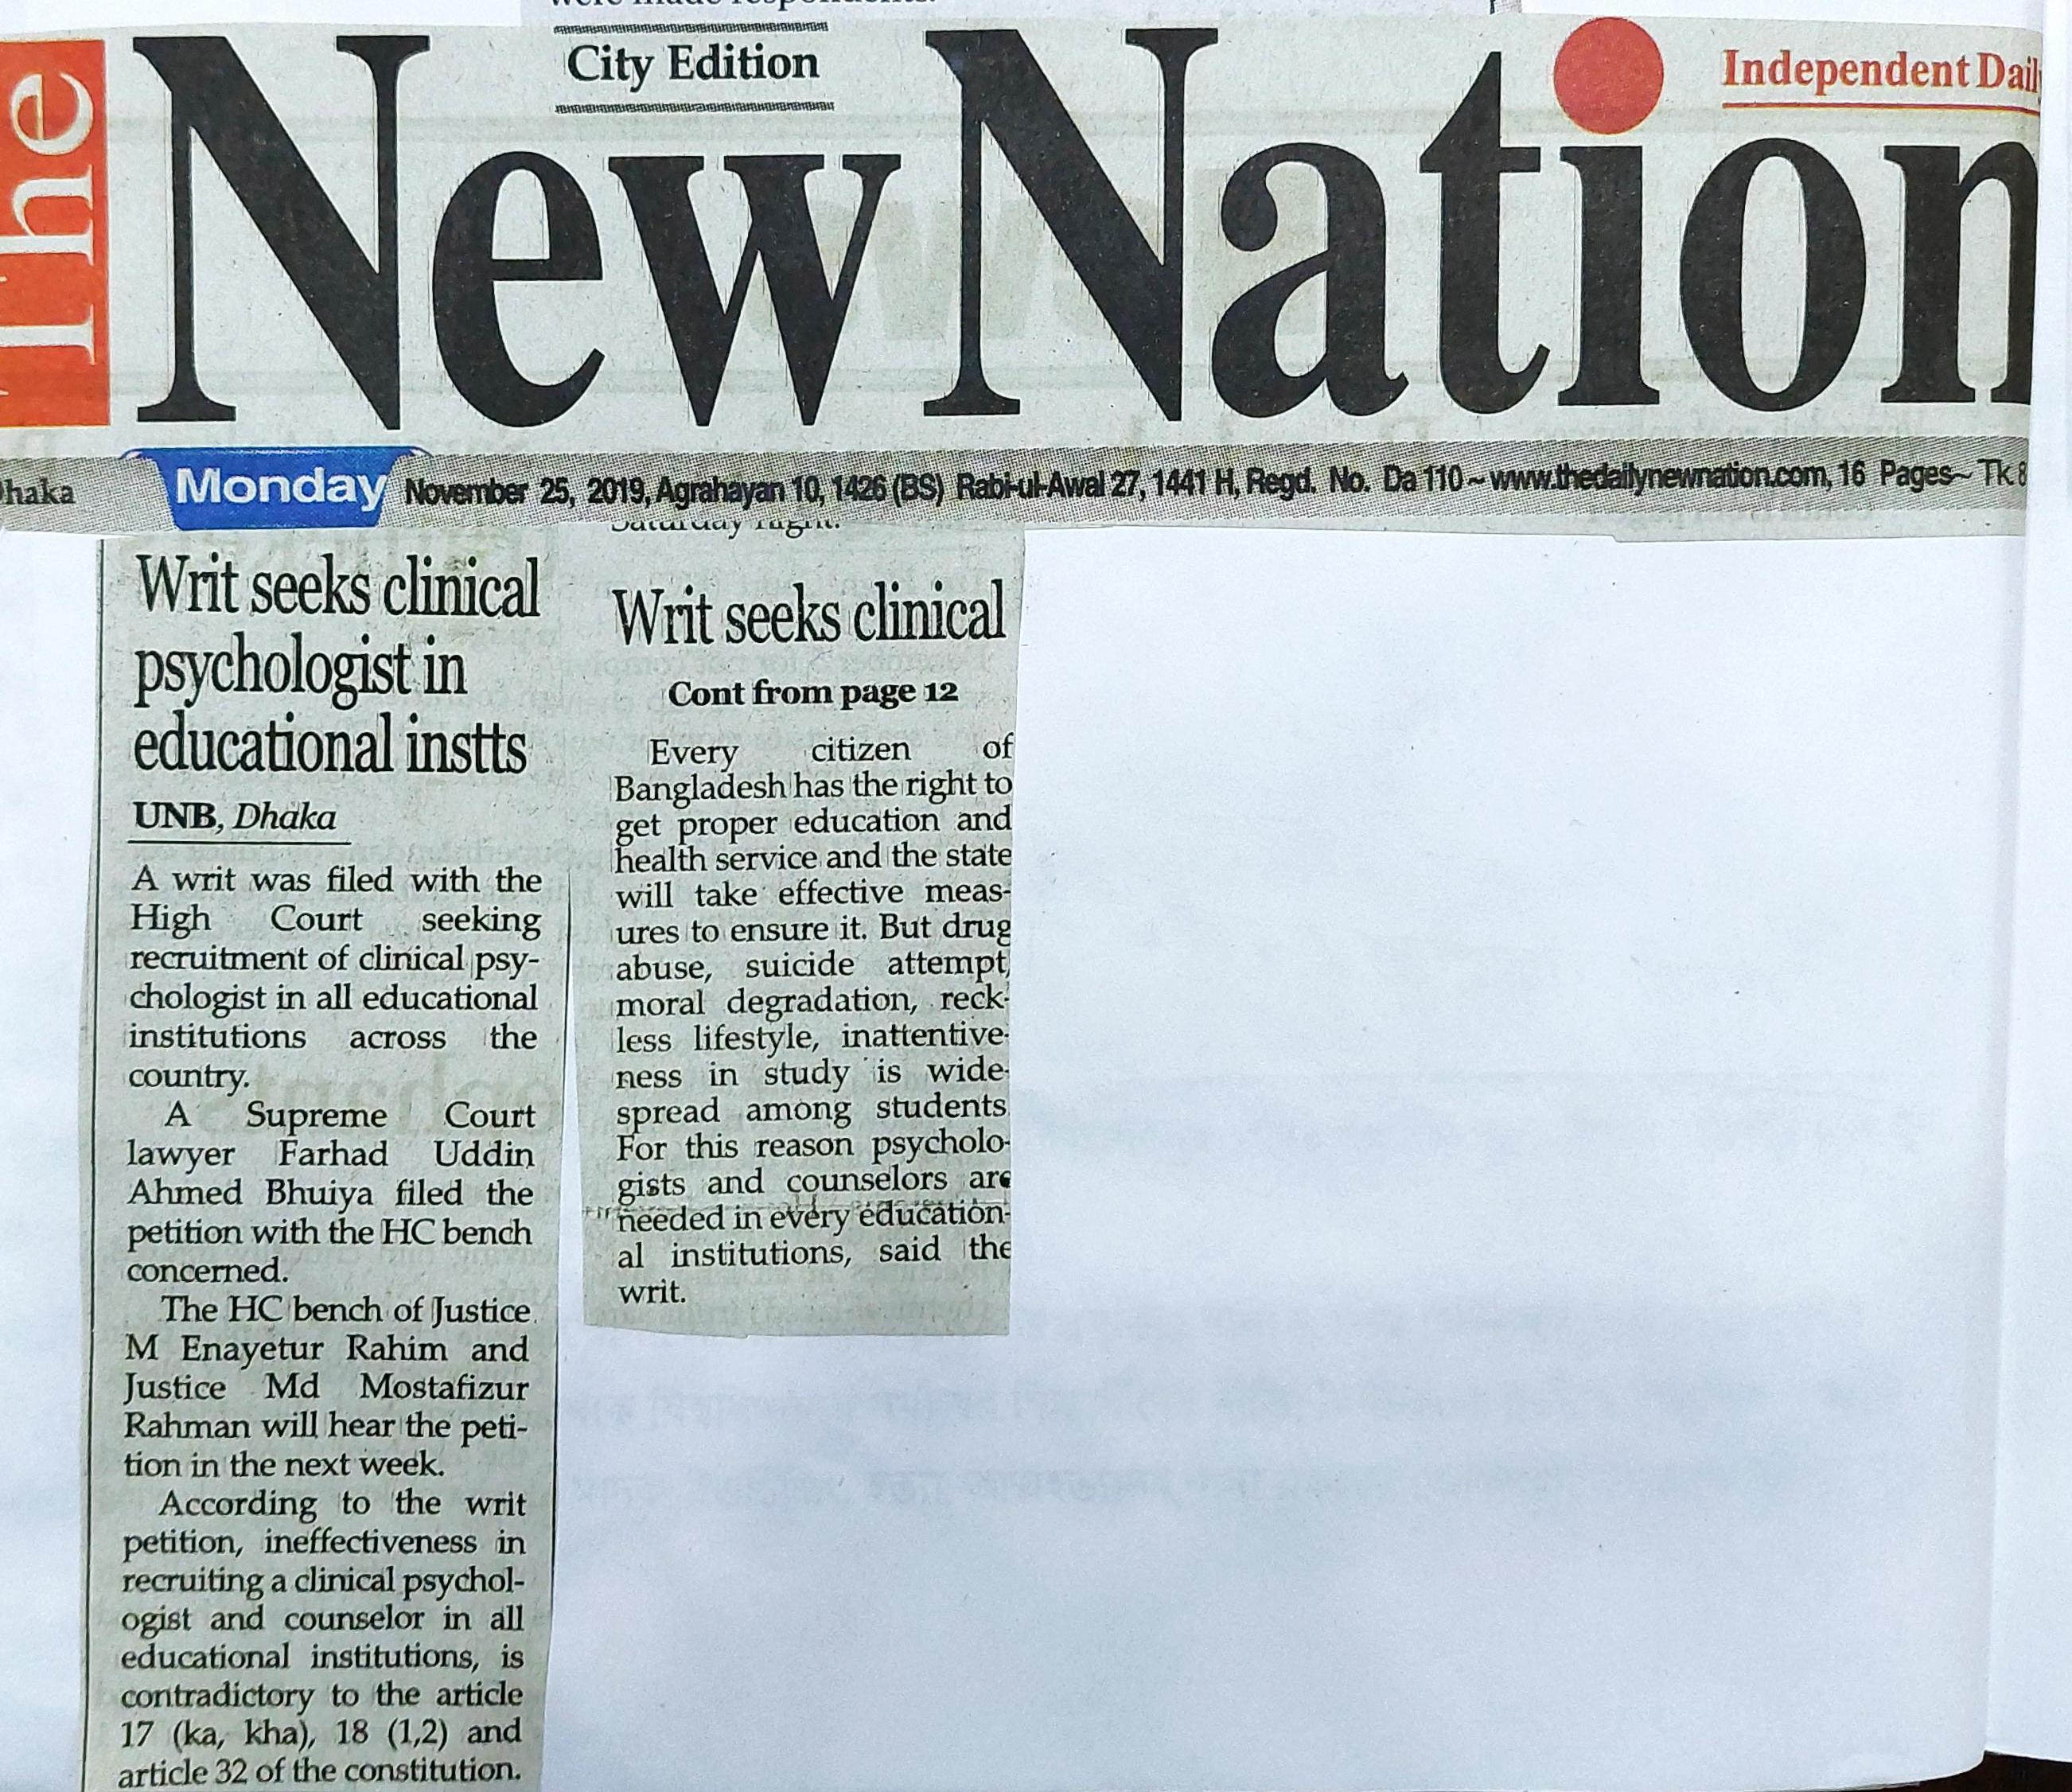 were made respondents.
The
New Nation
City Edition
Independent Daily
Dhaka
Monday
November 25, 2019, Agrahayan 10, 1426 (BS) Rabi-ul-Awal 27, 1441 H, Regd. No. Da 110 ~ www.thedailynewnation.com, 16 Pages~ Tk 8
Writ seeks clinical
psychologist in
educational instts
UNB, Dhaka
A writ was filed with the
High Court seeking
recruitment of clinical psy-
chologist in all educational
institutions across the
country.
A Supreme Court
lawyer Farhad Uddin
Ahmed Bhuiya filed the
petition with the HC bench
concerned.
The HC bench of Justice
M Enayetur Rahim and
Justice Md Mostafizur
Rahman will hear the peti-
tion in the next week.
According to the writ
petition, ineffectiveness in
recruiting a clinical psychol-
ogist and counselor in all
educational institutions, is
contradictory to the article
17 (ka, kha), 18 (1,2) and
article 32 of the constitution.
Saturday night.
Writ seeks clinical
Cont from page 12
Every citizen of
Bangladesh has the right to
get proper education and
health service and the state
will take effective meas-
ures to ensure it. But drug
abuse, suicide attempt,
moral degradation, reck-
less lifestyle, inattentive-
ness in study is wide-
spread among students
For this reason psycholo-
gists and counselors are
needed in every education-
al institutions, said the
writ.